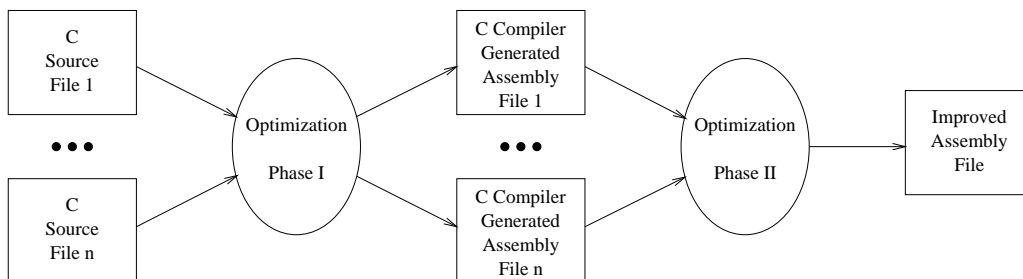 C
Source
File 1
C
Source
File n
Optimization
Phase I
C Compiler
Generated
Assembly
File 1
C Compiler
Generated
Assembly
File n
Optimization
Phase II
Improved
Assembly
File